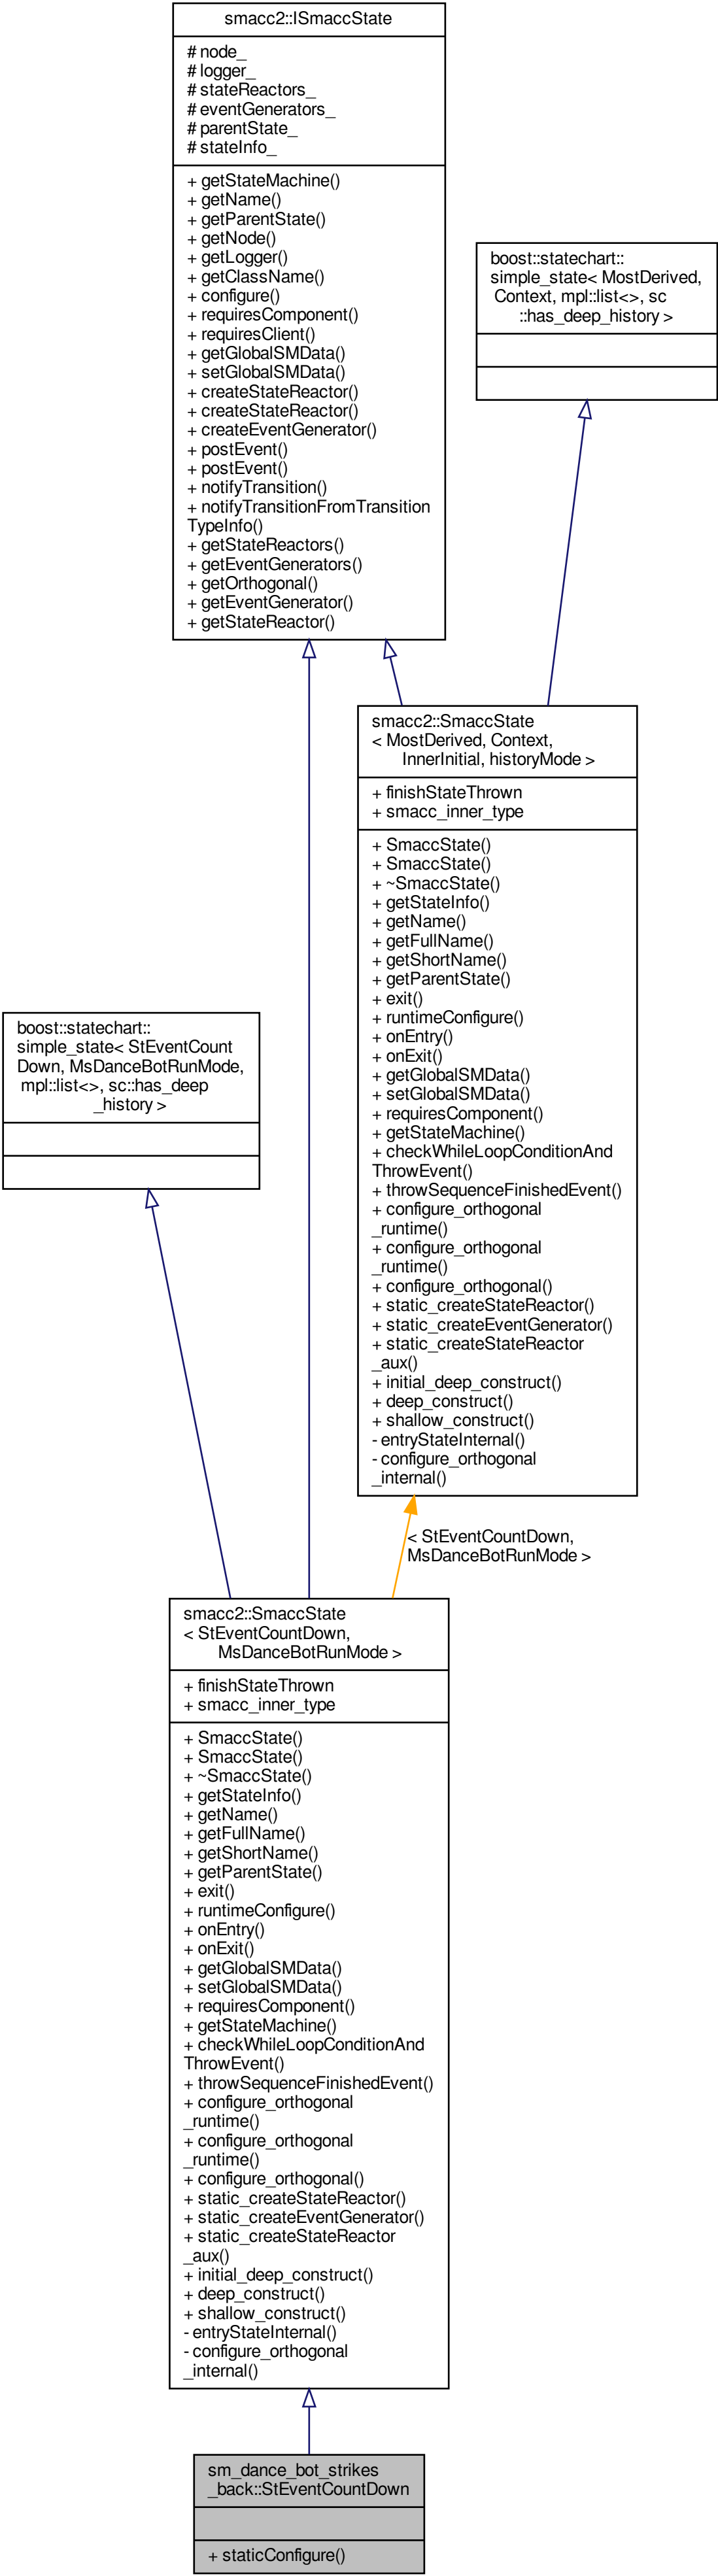 smacc2::ISmaccState
# node_
# logger_
# stateReactors_
# eventGenerators_
# parentState_
# stateInfo_
+ getStateMachine()
+ getName()
+ getParentState()
+ getNode()
+ getLogger()
+ getClassName()
+ configure()
+ requiresComponent()
+ requiresClient()
+ getGlobalSMData()
+ setGlobalSMData()
+ createStateReactor()
+ createStateReactor()
+ createEventGenerator()
+ postEvent()
+ postEvent()
+ notifyTransition()
+ notifyTransitionFromTransition
TypeInfo()
+ getStateReactors()
+ getEventGenerators()
+ getOrthogonal()
+ getEventGenerator()
+ getStateReactor()
boost::statechart::
simple_state< MostDerived,
Context, mpl::list<>, sc
::has_deep_history >
smacc2::SmaccState
< MostDerived, Context,
InnerInitial, historyMode >
+ finishStateThrown
+ smacc_inner_type
+ SmaccState()
+ SmaccState()
+ ~SmaccState()
+ getStateInfo()
+ getName()
+ getFullName()
+ getShortName()
+ getParentState()
+ exit()
+ runtimeConfigure()
+ onEntry()
+ onExit()
+ getGlobalSMData()
+ setGlobalSMData()
+ requiresComponent()
+ getStateMachine()
+ checkWhileLoopConditionAnd
ThrowEvent()
+ throwSequenceFinishedEvent()
+ configure_orthogonal
_runtime()
+ configure_orthogonal
_runtime()
+ configure_orthogonal()
+ static_createStateReactor()
+ static_createEventGenerator()
+ static_createStateReactor
_aux()
+ initial_deep_construct()
+ deep_construct()
+ shallow_construct()
- entryStateInternal()
- configure_orthogonal
_internal()
boost::statechart::
simple_state< StEventCount
Down, MsDanceBotRunMode,
mpl::list<>, sc::has_deep
_history >
< StEventCountDown,
MsDanceBotRunMode >
smacc2::SmaccState
< StEventCountDown,
MsDanceBotRunMode >
+ finishStateThrown
+ smacc_inner_type
+ SmaccState()
+ SmaccState()
+ ~SmaccState()
+ getStateInfo()
+ getName()
+ getFullName()
+ getShortName()
+ getParentState()
+ exit()
+ runtimeConfigure()
+ onEntry()
+ onExit()
+ getGlobalSMData()
+ setGlobalSMData()
+ requiresComponent()
+ getStateMachine()
+ checkWhileLoopConditionAnd
ThrowEvent()
+ throwSequenceFinishedEvent()
+ configure_orthogonal
_runtime()
+ configure_orthogonal
_runtime()
+ configure_orthogonal()
+ static_createStateReactor()
+ static_createEventGenerator()
+ static_createStateReactor
_aux()
+ initial_deep_construct()
+ deep_construct()
+ shallow_construct()
- entryStateInternal()
- configure_orthogonal
_internal()
sm_dance_bot_strikes
_back::StEventCountDown
+ staticConfigure()